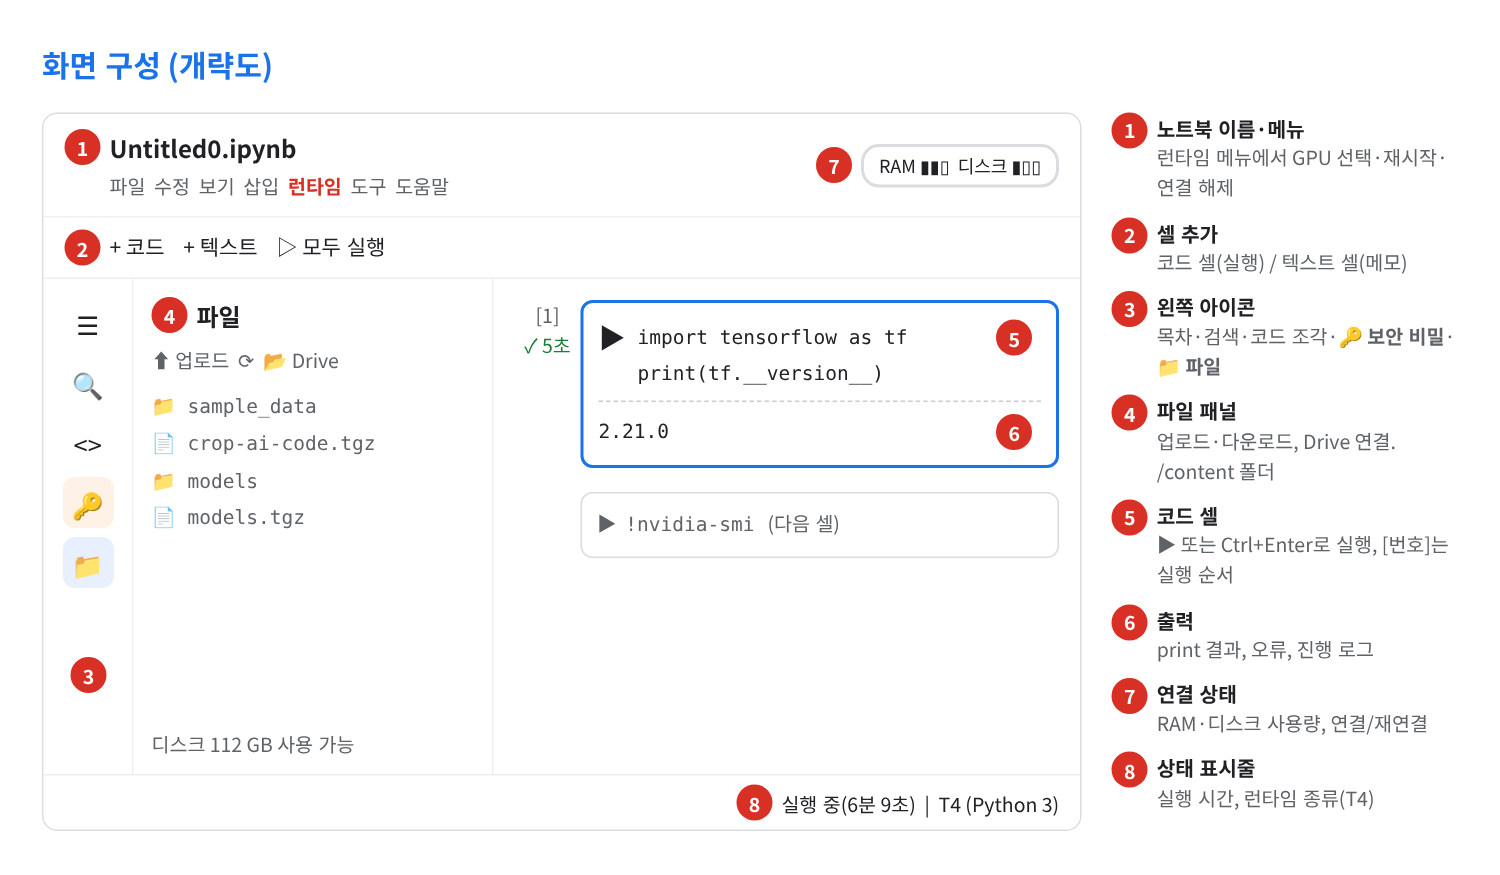 화면 구성 (개략도)
1 Untitled0.ipynb
파일 수정 보기 삽입 런타임 도구 도움말
7 RAM ▮▮▯ 디스크 ▮▯▯
2 + 코드 + 텍스트 ▷ 모두 실행
☰
🔍
<>
🔑
📁
3
4 파일
⬆ 업로드 ⟳ 📂 Drive
📁 sample_data
📄 crop-ai-code.tgz
📁 models
📄 models.tgz
디스크 112 GB 사용 가능
[1]
✓ 5초
▶ import tensorflow as tf 5
print(tf.__version__)
2.21.0 6
▶ !nvidia-smi (다음 셀)
8 실행 중(6분 9초) | T4 (Python 3)
1 노트북 이름·메뉴
런타임 메뉴에서 GPU 선택·재시작·
연결 해제
2 셀 추가
코드 셀(실행) / 텍스트 셀(메모)
3 왼쪽 아이콘
목차·검색·코드 조각·🔑 보안 비밀·
📁 파일
4 파일 패널
업로드·다운로드, Drive 연결.
/content 폴더
5 코드 셀
▶ 또는 Ctrl+Enter로 실행, [번호]는
실행 순서
6 출력
print 결과, 오류, 진행 로그
7 연결 상태
RAM·디스크 사용량, 연결/재연결
8 상태 표시줄
실행 시간, 런타임 종류(T4)